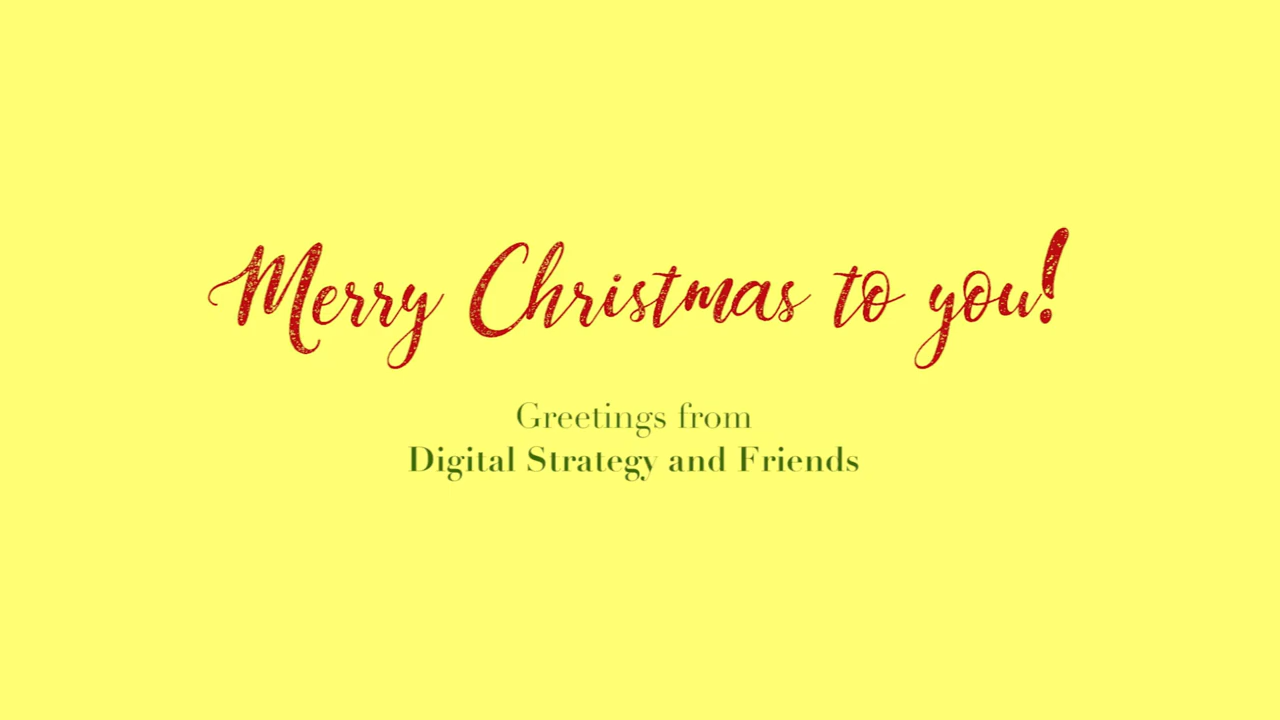 Merry Christmas to you!
Greetings from
Digital Strategy and Friends